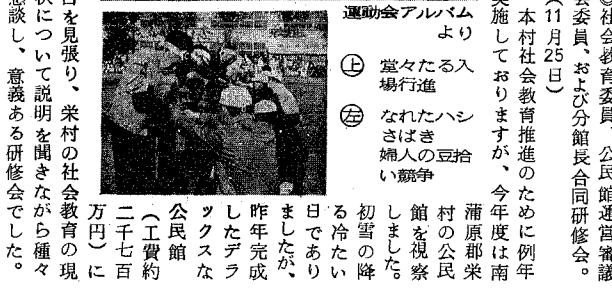 ◎社会教育委員、公民館運営審議
会委員、および分館長合同研修会。
(11月25日)
本村社会教育推進のために例年
実施しておりますが、今年度は南
蒲原郡栄
村の公民
館を視察
しました。
初雪の降
る冷たい
日であり
ましたが、
昨年完成
したデラ
ックスな
公民館
(工費約
二千七百
万円)に
目を見張り、栄村の社会教育の現
状について説明を聞きながら種々
懇談し、意義ある研修会でした。
運動会アルバム
より
㊤ 堂々たる入
場行進
㊧ なれたハシ
さばき
婦人の豆拾
い競争